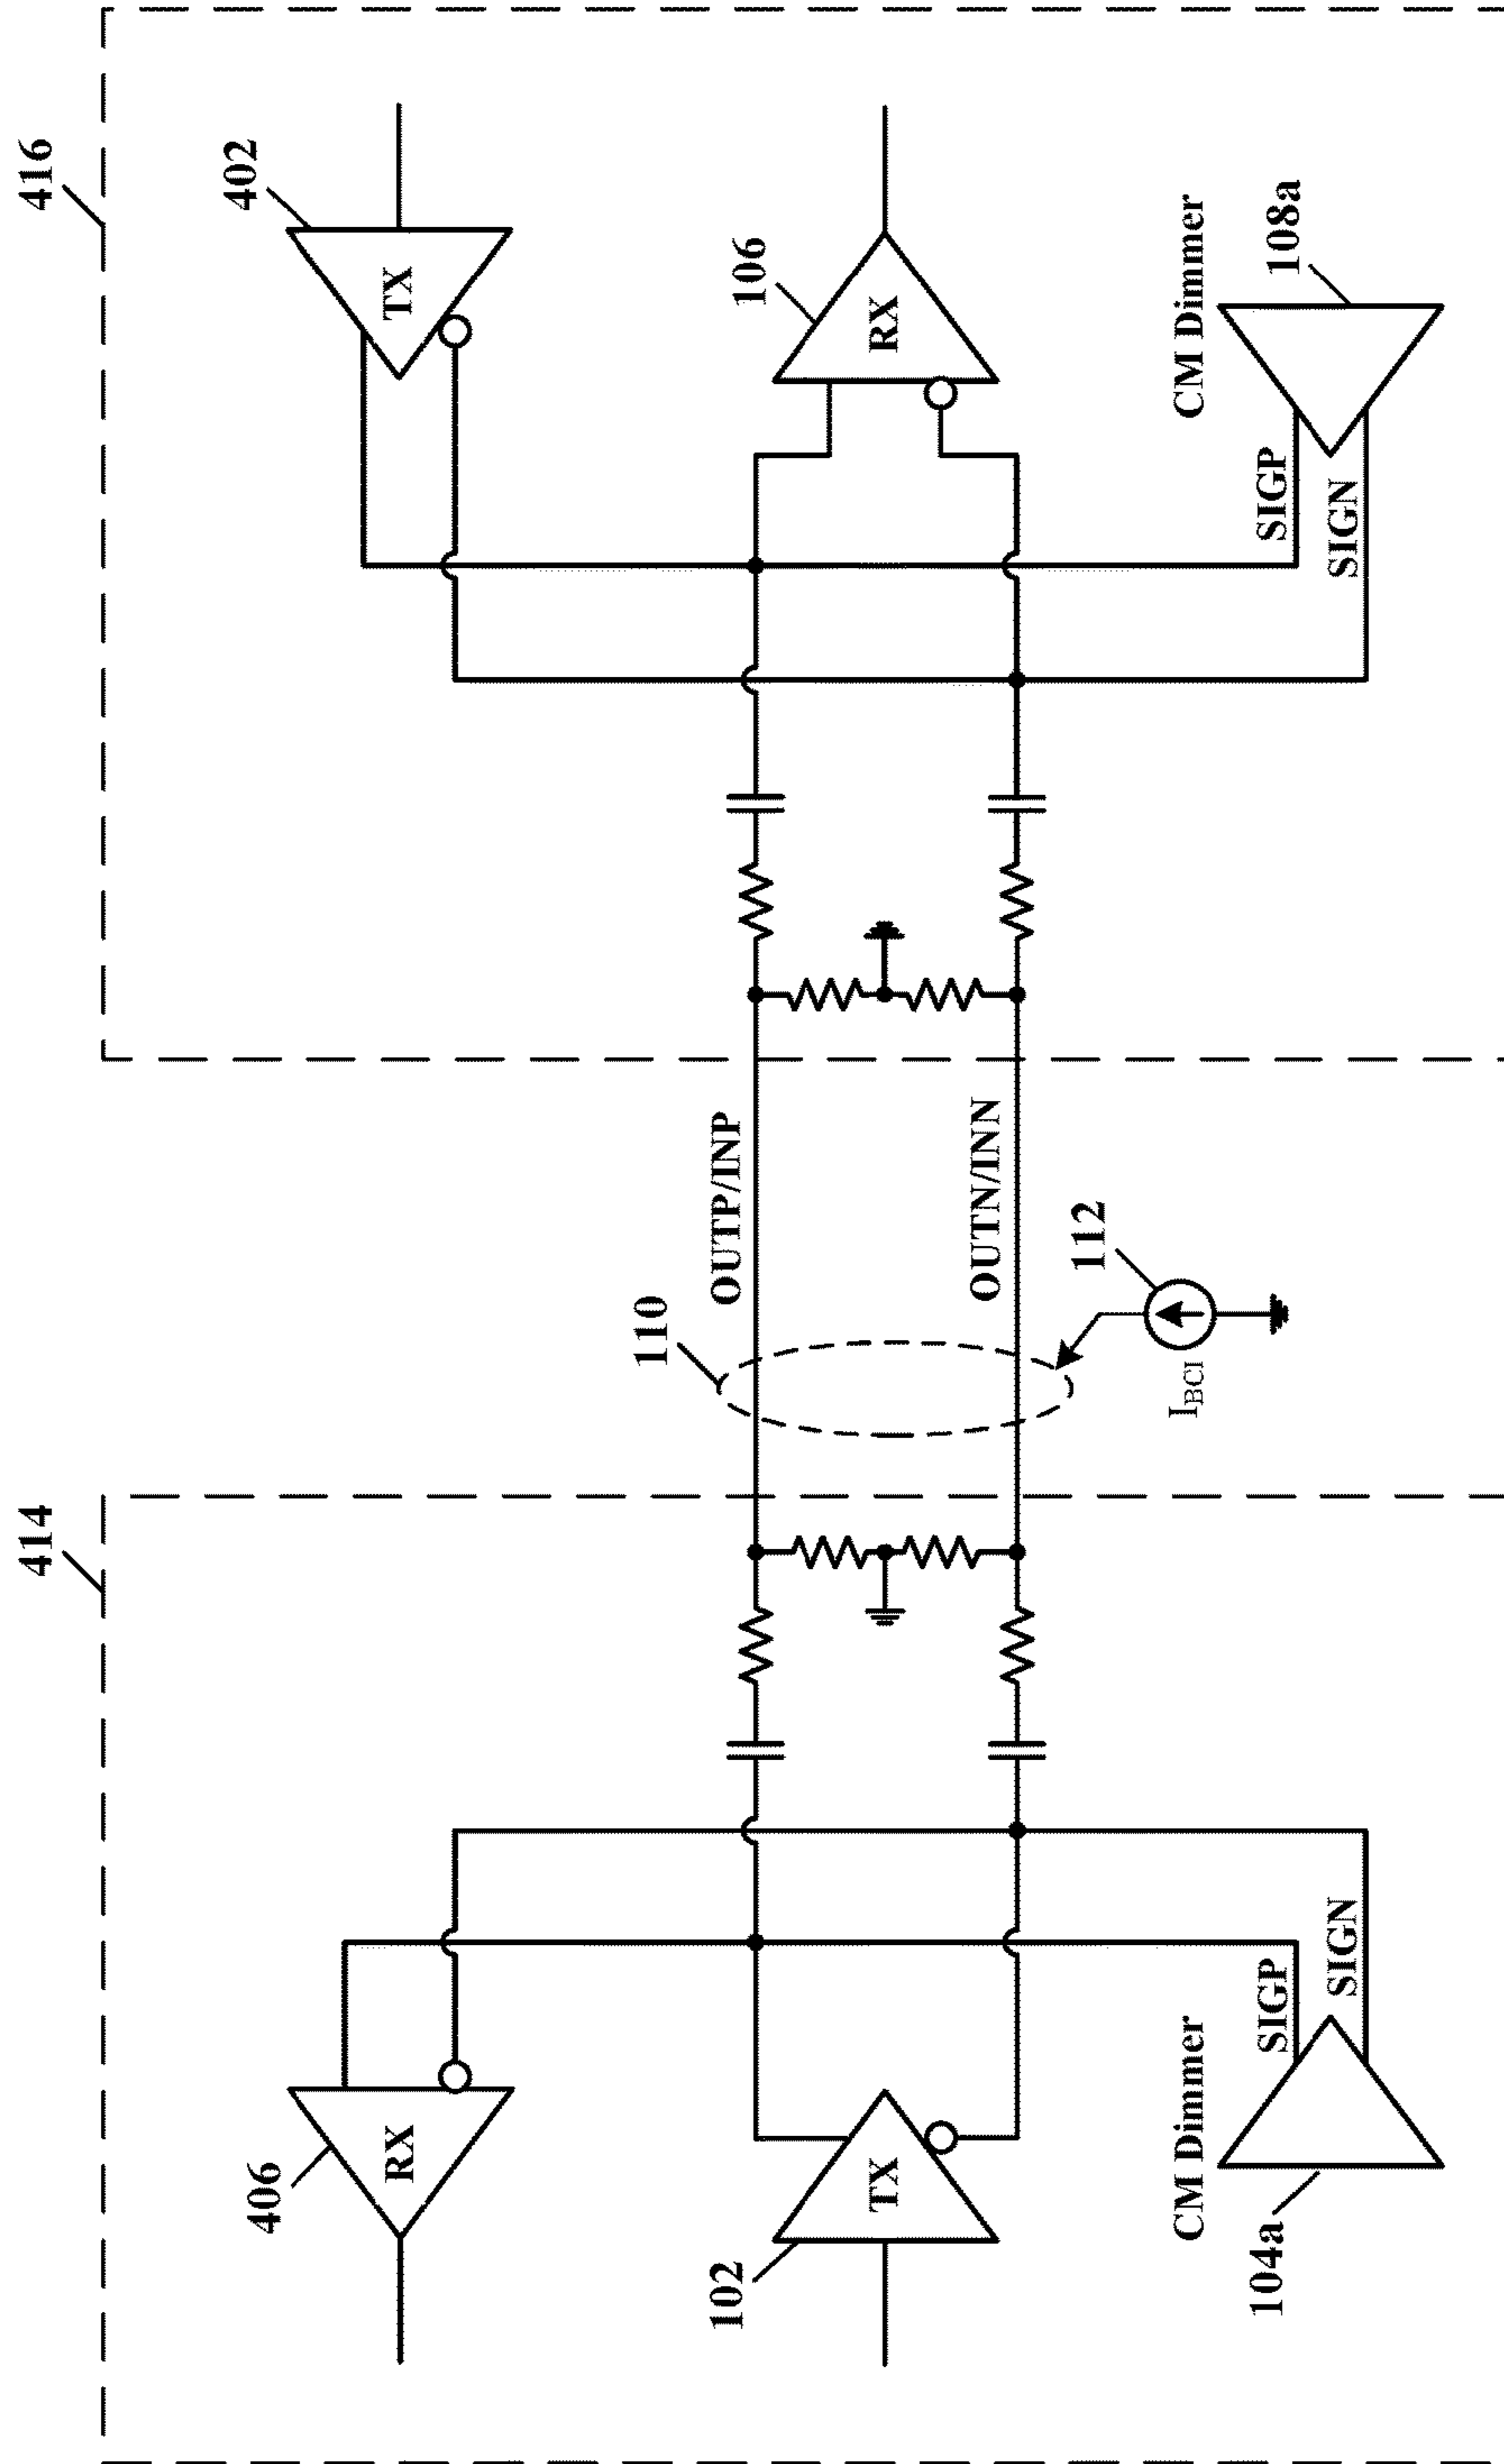 414
416
406
RX
402
TX
110
OUTP/INP
102
TX
106
RX
OUTN/INN
112
I_BCI
CM Dimmer
SIGP
SIGN
104a
CM Dimmer
SIGP
SIGN
108a